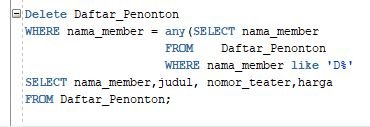 Delete Daftar_Penonton
WHERE nama_member = any(SELECT nama_member
FROM Daftar_Penonton
WHERE nama_member like 'D%'
SELECT nama_member,judul, nomor_teater,harga
FROM Daftar_Penonton;